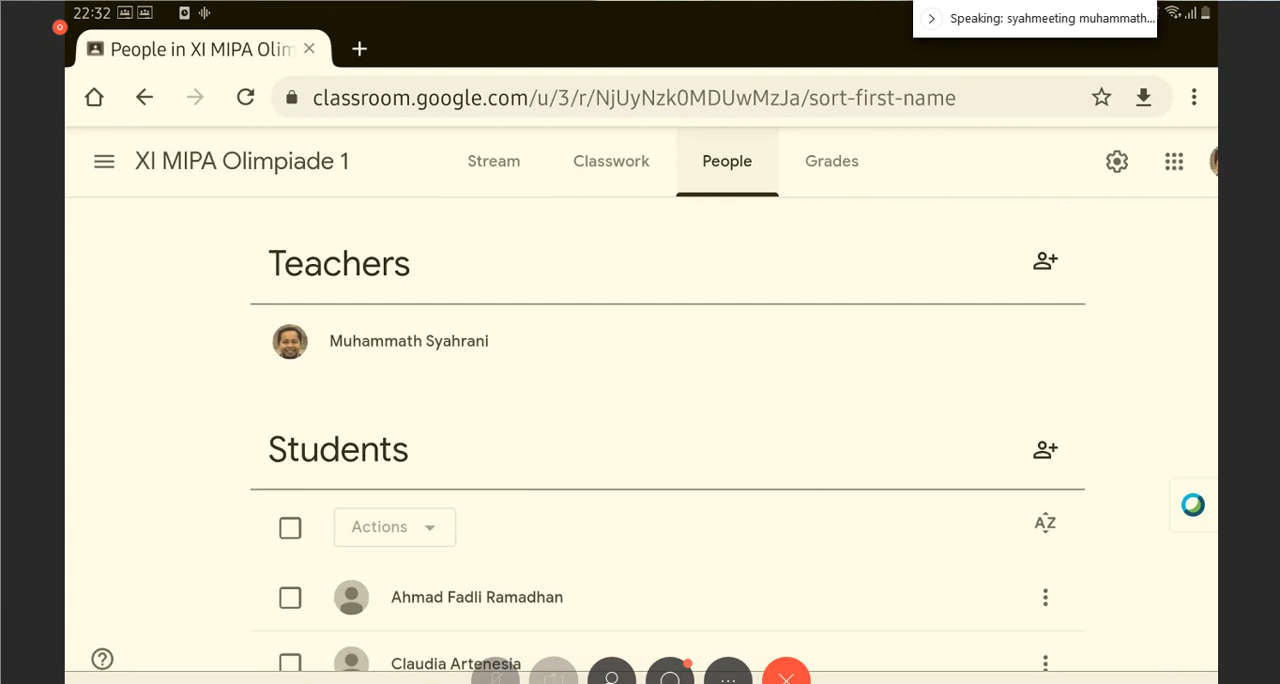 22:32
Speaking: syahmeeting muhammath...
People in XI MIPA Olim
classroom.google.com/u/3/r/NjUyNzk0MDUwMzJa/sort-first-name
XI MIPA Olimpiade 1
Stream
Classwork
People
Grades
Teachers
Muhammath Syahrani
Students
Actions
AZ
Ahmad Fadli Ramadhan
Claudia Artenesia